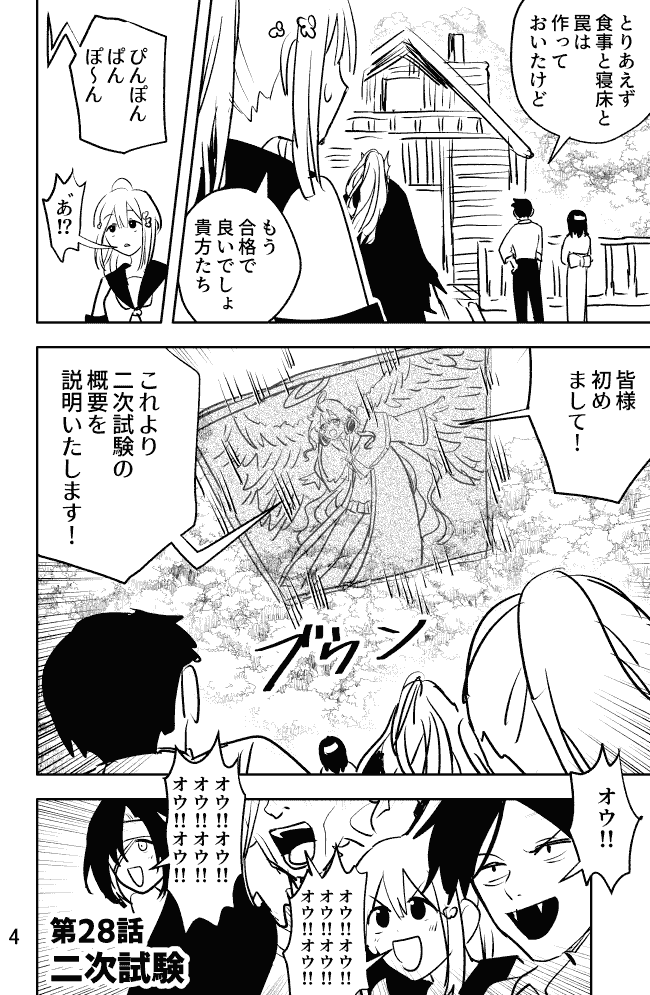 とりあえず
食事と寝床と
罠は
作って
おいたけど
もう
合格で
良いでしょ
貴方たち
ぴんぽん
ぱん
ぽ～ん
あ゛!?
皆様
初め
まして！
これより
二次試験の
概要を
説明いたします！
ブウン
オウ!!
オウ!!オウ!!
オウ!!オウ!!
オウ!!オウ!!
オウ!!オウ!!
オウ!!オウ!!
オウ!!オウ!!
第28話
二次試験
4